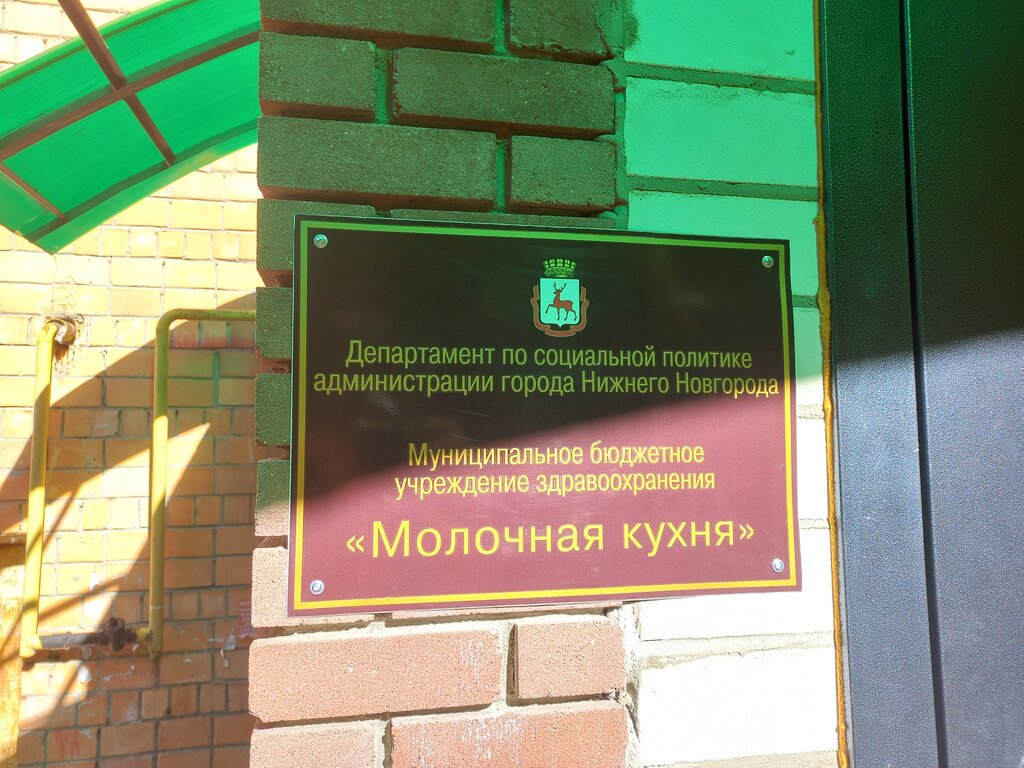 Департамент по социальной политике
администрации города Нижнего Новгорода
Муниципальное бюджетное
учреждение здравоохранения
«Молочная кухня»